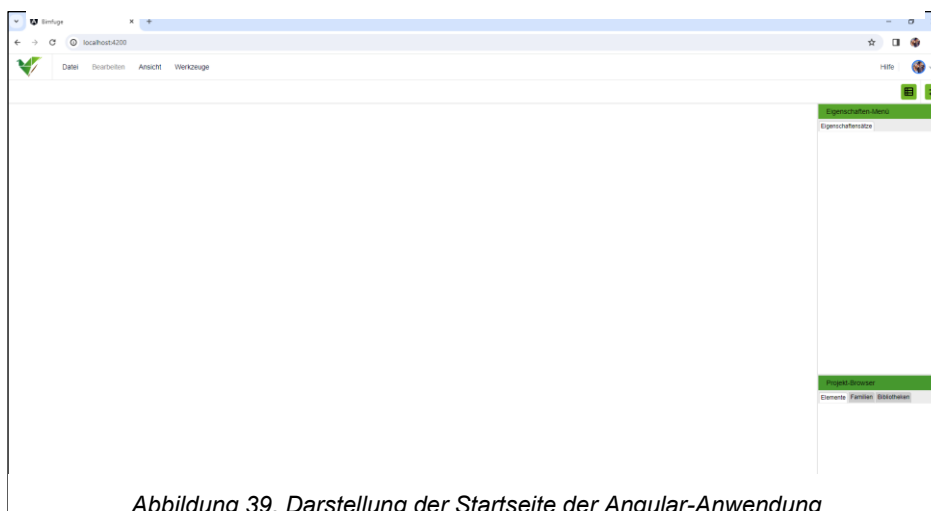 Bimfuge
localhost:4200
Datei Bearbeiten Ansicht Werkzeuge Hilfe
Eigenschaften-Menü
Eigenschaftensätze
Projekt-Browser
Elemente Familien Bibliotheken
Abbildung 39. Darstellung der Startseite der Angular-Anwendung